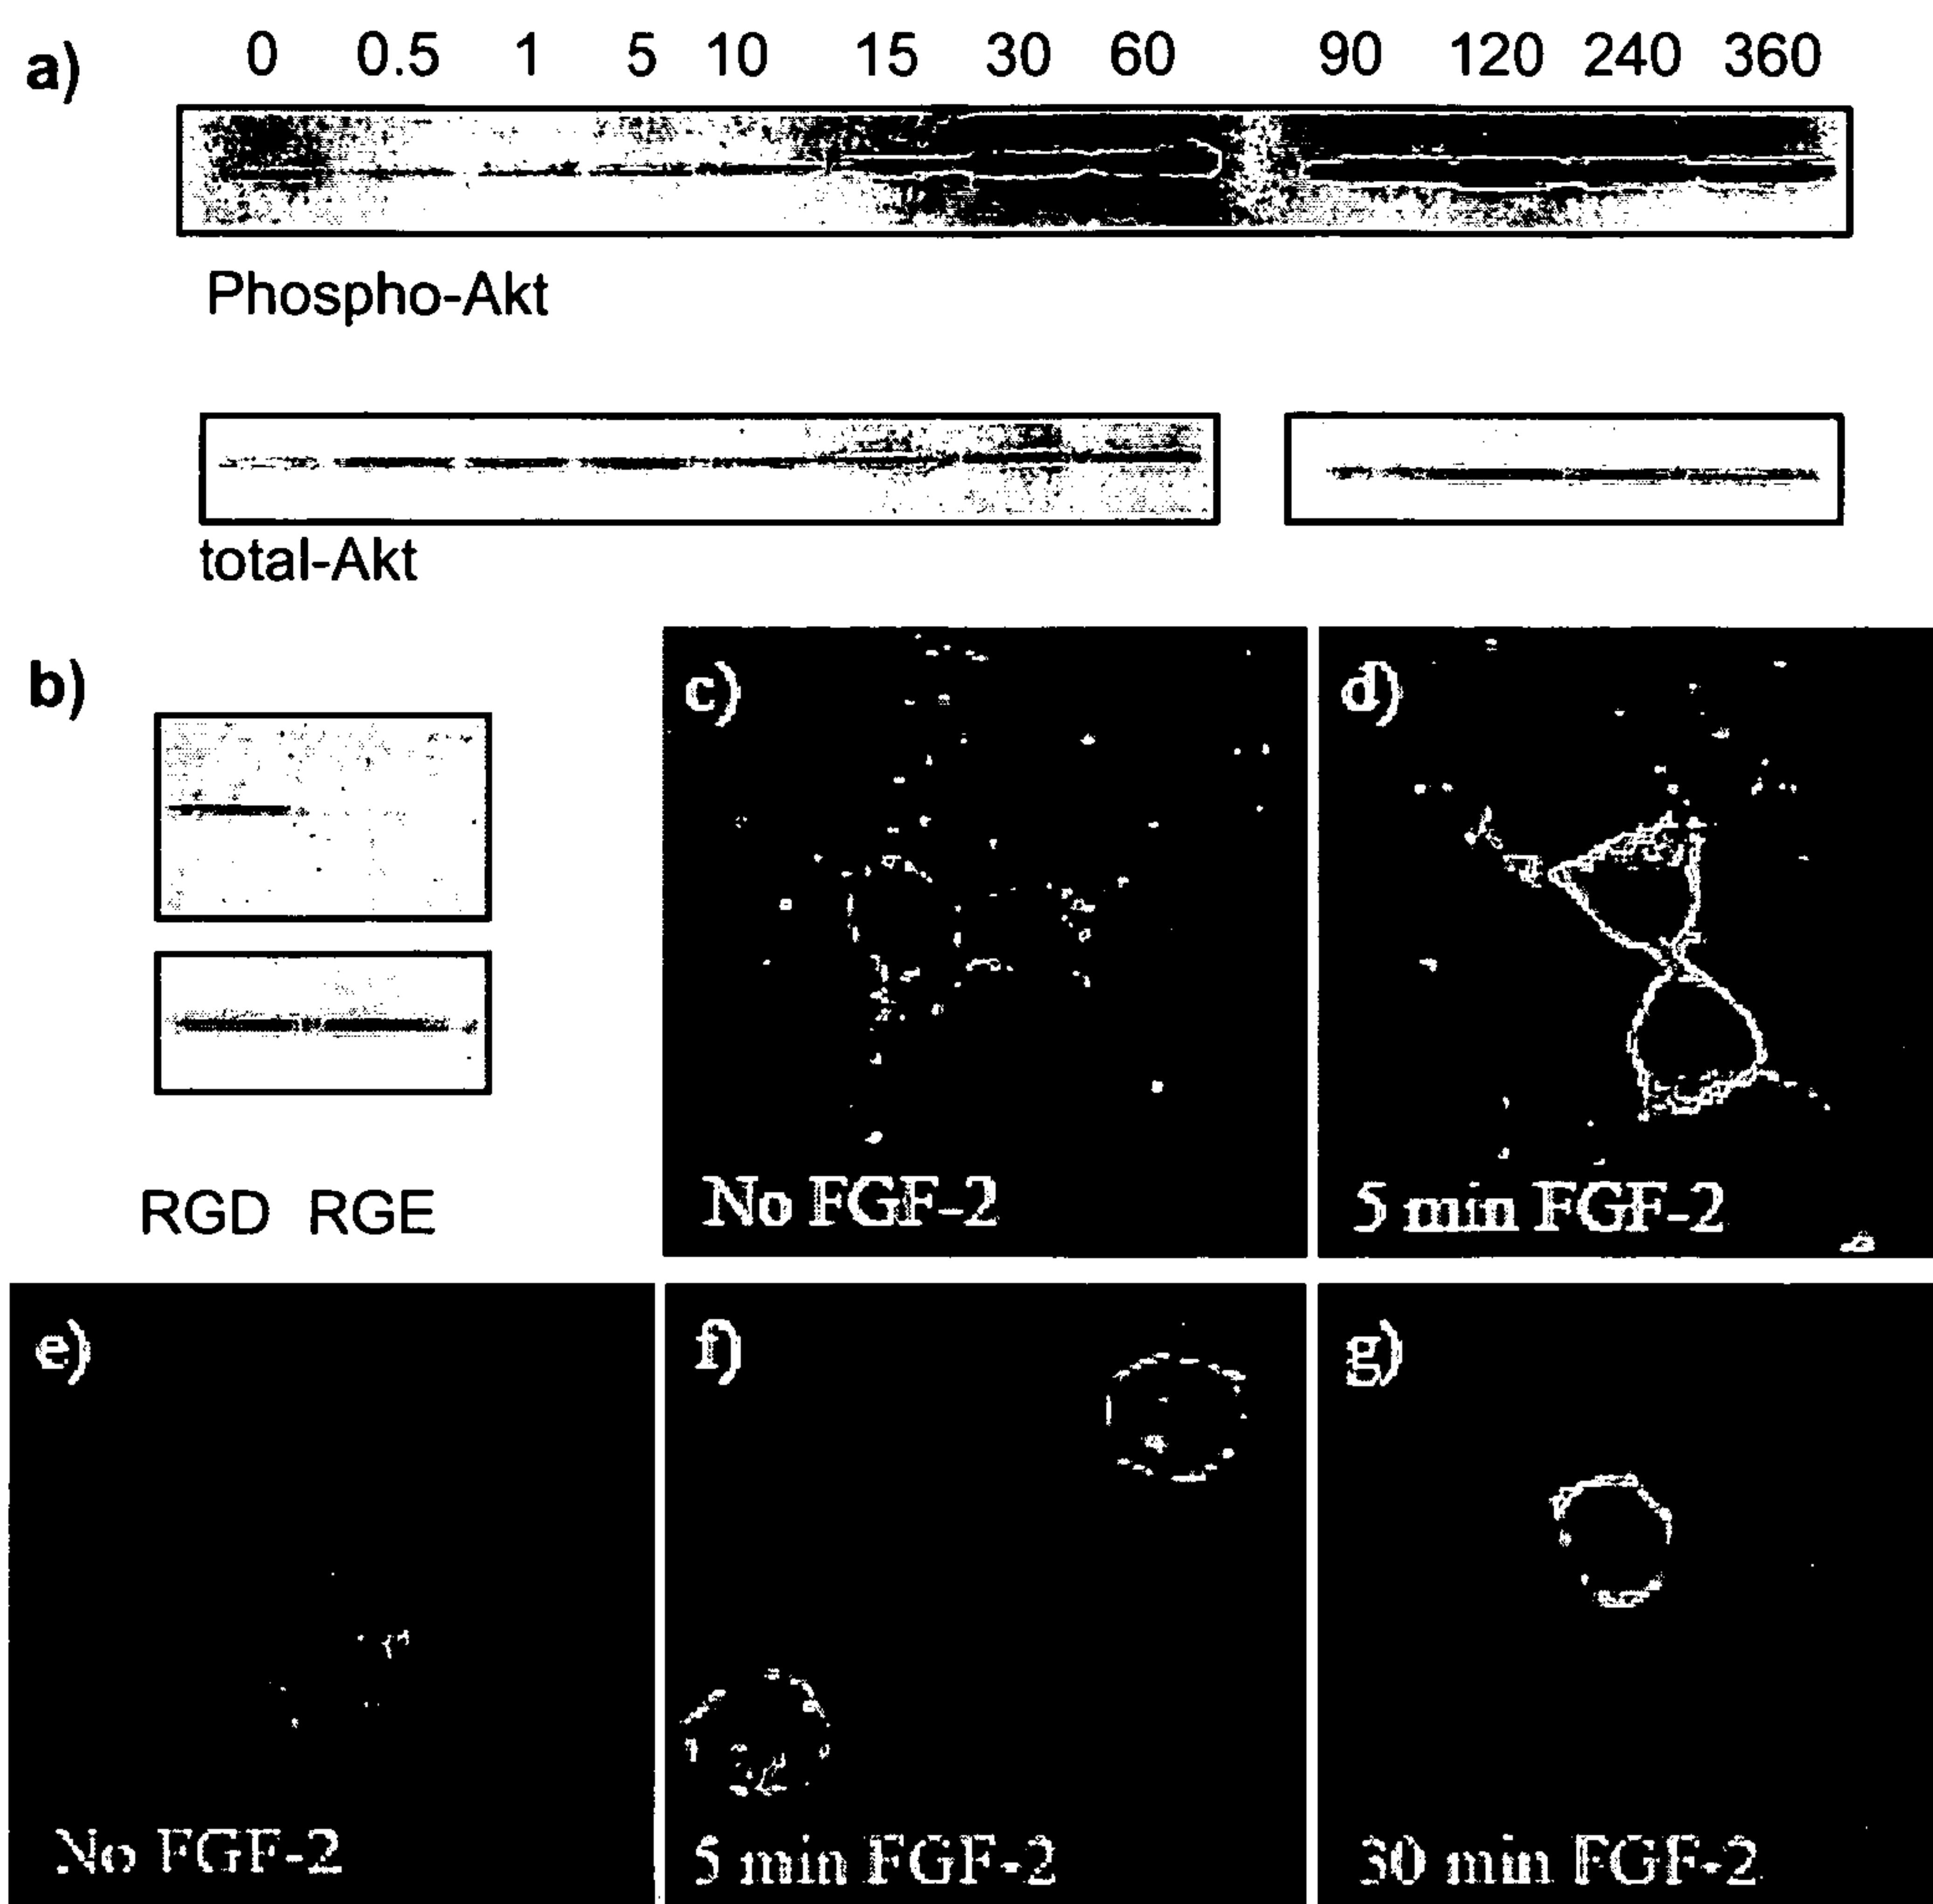 a) 0 0.5 1 5 10 15 30 60 90 120 240 360
Phospho-Akt
total-Akt
b)
RGD RGE
c)
No FGF-2
d)
5 min FGF-2
e)
No FGF-2
f)
5 min FGF-2
g)
30 min FGF-2